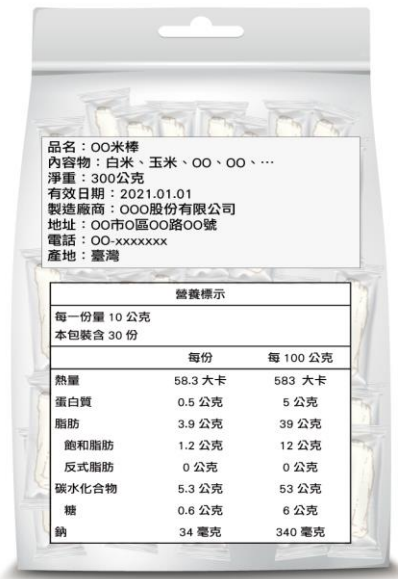 品名：OO米棒
內容物：白米、玉米、OO、OO、⋯
淨重：300公克
有效日期：2021.01.01
製造廠商：OOO股份有限公司
地址：OO市O區OO路OO號
電話：OO-xxxxxxx
產地：臺灣
營養標示
每一份量 10 公克
本包裝含 30 份
每份 每 100 公克
熱量 58.3 大卡 583 大卡
蛋白質 0.5 公克 5 公克
脂肪 3.9 公克 39 公克
飽和脂肪 1.2 公克 12 公克
反式脂肪 0 公克 0 公克
碳水化合物 5.3 公克 53 公克
糖 0.6 公克 6 公克
鈉 34 毫克 340 毫克